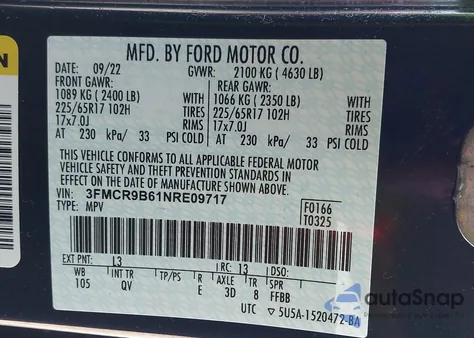 N
MFD. BY FORD MOTOR CO.
DATE: 09/22 GVWR: 2100 KG ( 4630 LB)
FRONT GAWR: REAR GAWR:
1089 KG ( 2400 LB) 1066 KG ( 2350 LB)
225/65R17 102H TIRES 225/65R17 102H TIRES
17x7.0J RIMS 17x7.0J RIMS
AT 230 kPa/ 33 PSI COLD AT 230 kPa/ 33 PSI COLD
THIS VEHICLE CONFORMS TO ALL APPLICABLE FEDERAL MOTOR
VEHICLE SAFETY AND THEFT PREVENTION STANDARDS IN EFFECT
ON THE DATE OF MANUFACTURE SHOWN ABOVE.
VIN: 3FMCR9B61NRE09717 F0166
TYPE: MPV T0325
EXT PNT: L3 RC: 13 DSO:
WB INT TR TP/PS R AXLE TR SPR
105 QV E 3D 8 FFBB
UTC ▽5U5A-1520472-BA
autoSnap